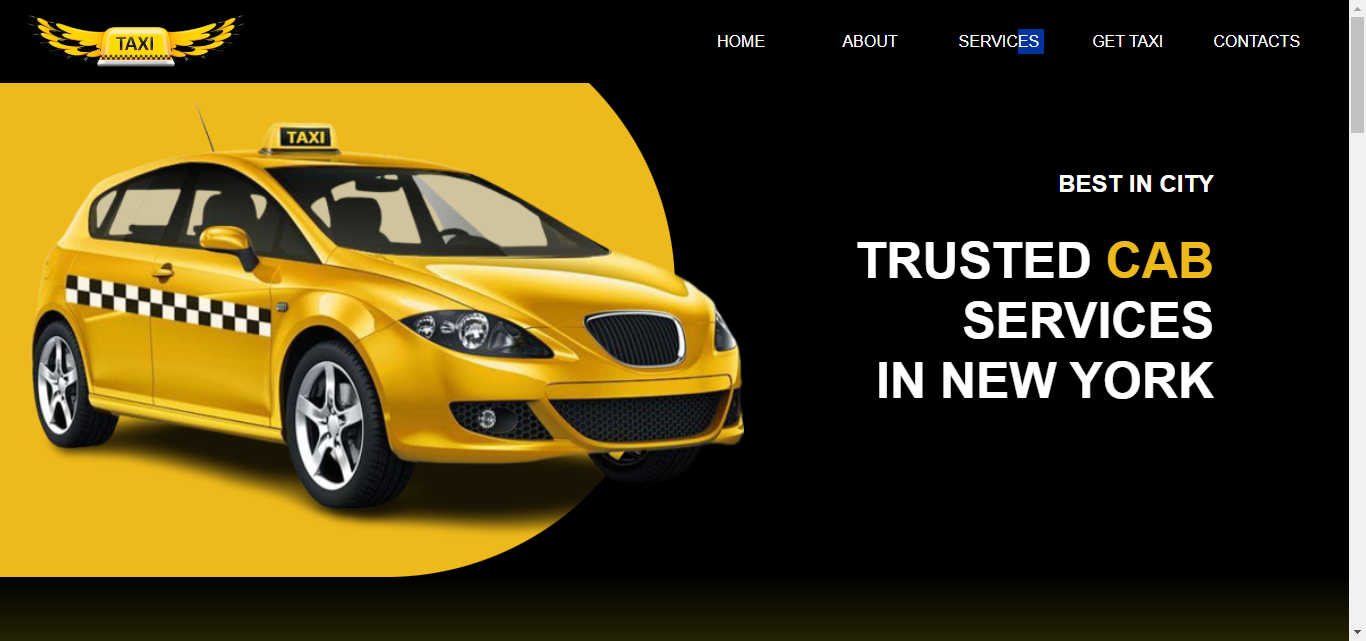 TAXI
HOME ABOUT SERVICES GET TAXI CONTACTS
TAXI
BEST IN CITY
TRUSTED CAB
SERVICES
IN NEW YORK